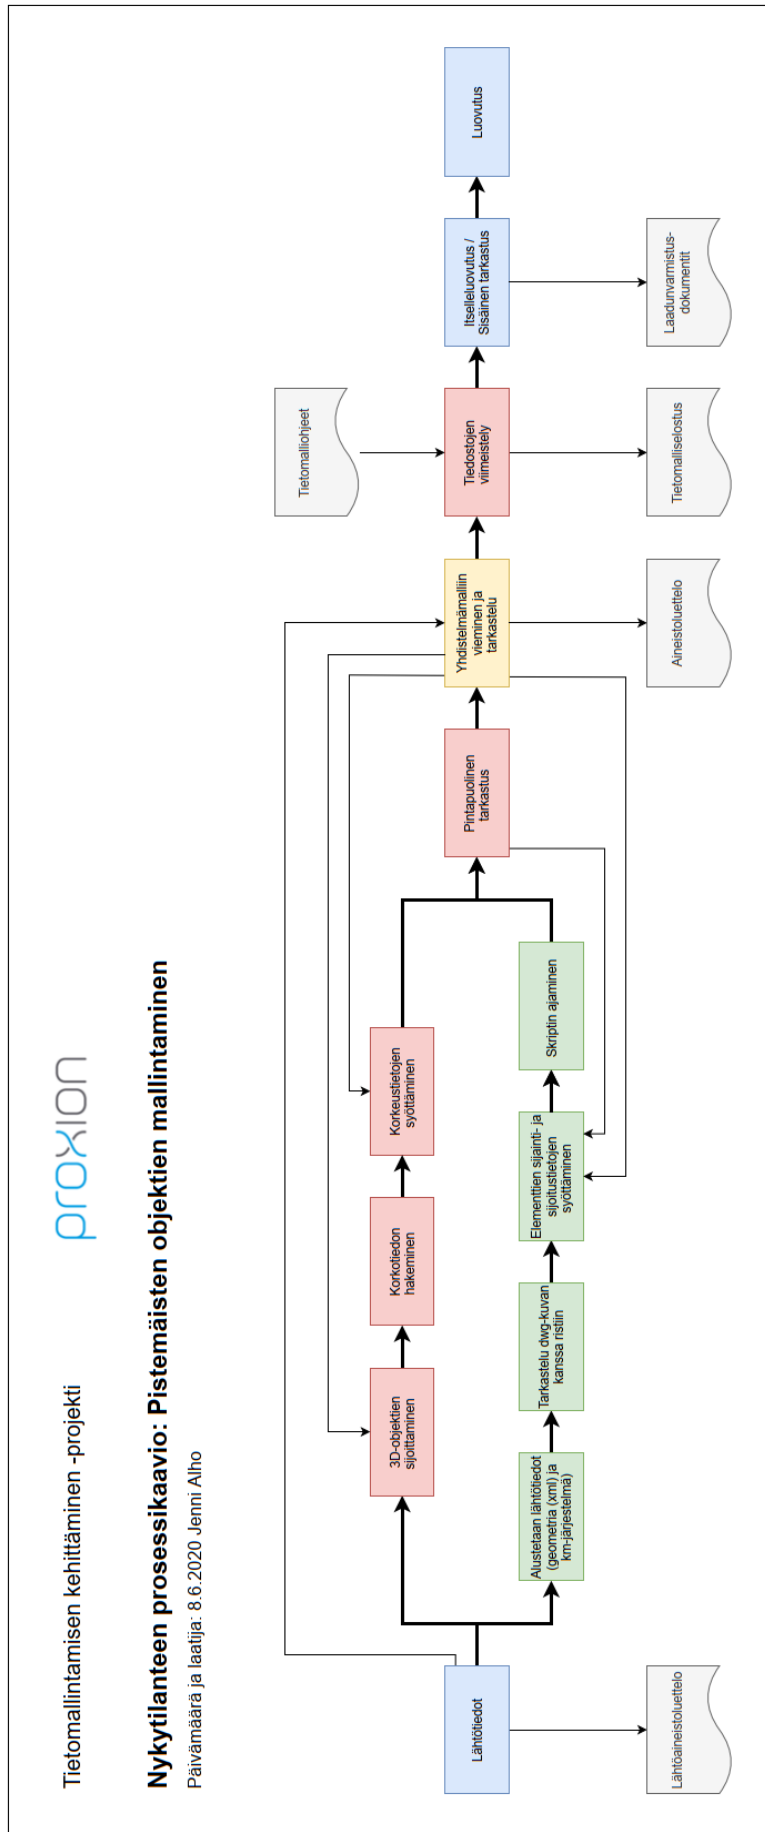 Tietomallintamisen kehittäminen -projekti
proxion
Nykytilanteen prosessikaavio: Pistemäisten objektien mallintaminen
Päivämäärä ja laatija: 8.6.2020 Jenni Alho
Lähtötiedot
Lähtöaineistoluettelo
3D-objektien
sijoittaminen
Korkotiedon
hakeminen
Korkeustietojen
syöttäminen
Alustetaan lähtötiedot
(geometria (xml) ja
km-järjestelmä)
Tarkastelu dwg-kuvan
kanssa ristiin
Elementtien sijainti- ja
sijoitustietojen
syöttäminen
Skriptin ajaminen
Pintapuolinen
tarkastus
Yhdistelmämalliin
vieminen ja
tarkastelu
Aineistoluettelo
Tietomalliohjeet
Tiedostojen
viimeistely
Tietomalliselostus
Itselleluovutus /
Sisäinen tarkastus
Laadunvarmistus-
dokumentit
Luovutus